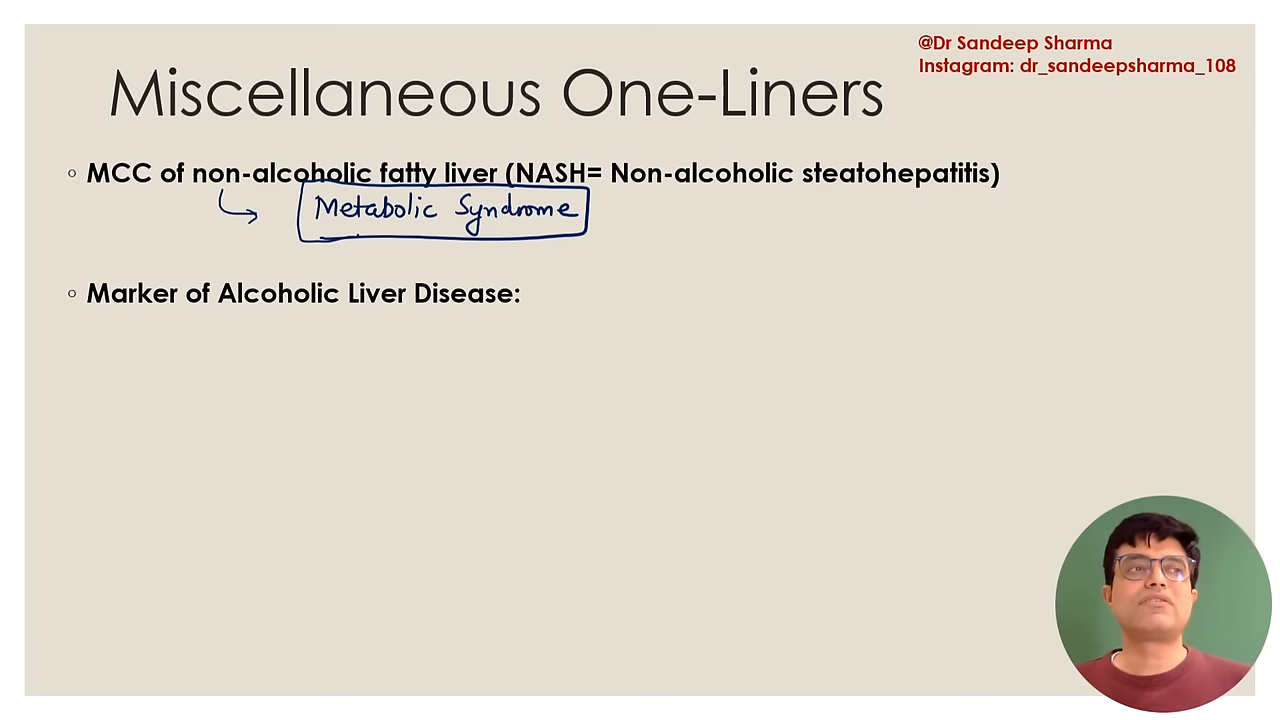 @Dr Sandeep Sharma
Instagram: dr_sandeepsharma_108
Miscellaneous One-Liners
◦ MCC of non-alcoholic fatty liver (NASH= Non-alcoholic steatohepatitis)
Metabolic Syndrome
◦ Marker of Alcoholic Liver Disease: